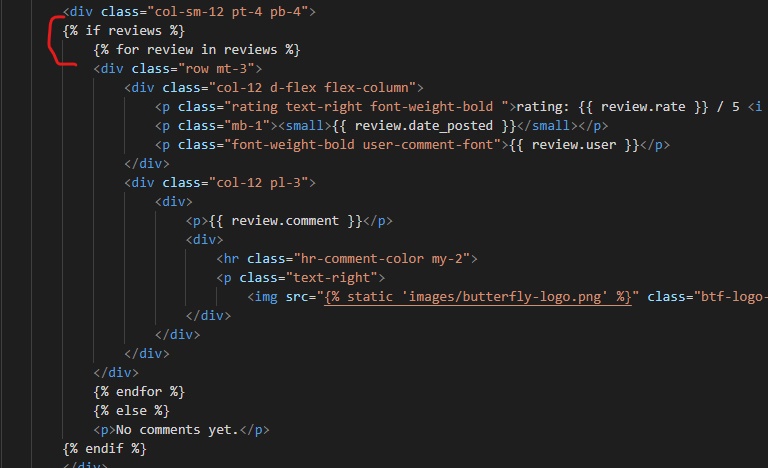 <div class="col-sm-12 pt-4 pb-4">
{% if reviews %}
{% for review in reviews %}
<div class="row mt-3">
<div class="col-12 d-flex flex-column">
<p class="rating text-right font-weight-bold ">rating: {{ review.rate }} / 5 <i
<p class="mb-1"><small>{{ review.date_posted }}</small></p>
<p class="font-weight-bold user-comment-font">{{ review.user }}</p>
</div>
<div class="col-12 pl-3">
<div>
<p>{{ review.comment }}</p>
<div>
<hr class="hr-comment-color my-2">
<p class="text-right">
<img src="{% static 'images/butterfly-logo.png' %}" class="btf-logo-
</div>
</div>
</div>
</div>
{% endfor %}
{% else %}
<p>No comments yet.</p>
{% endif %}
</div>